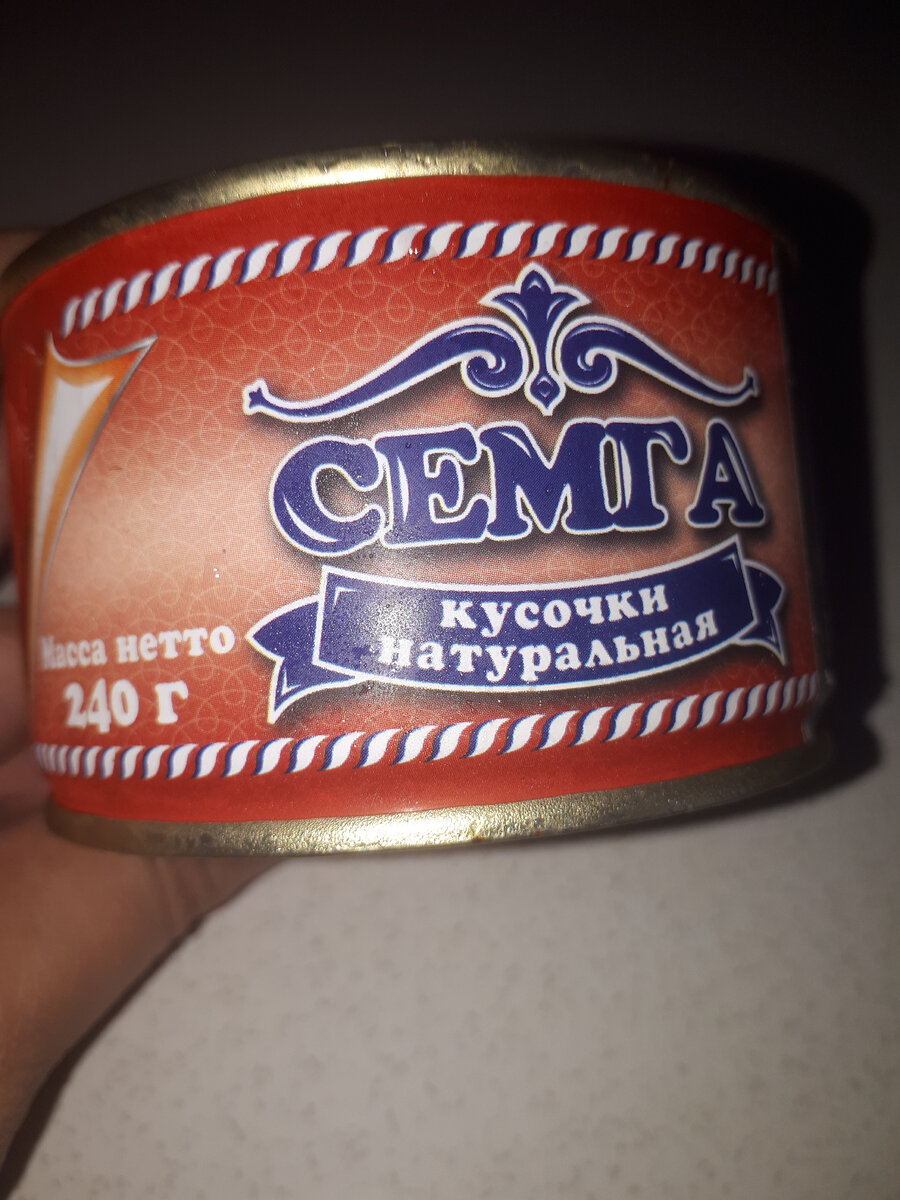 СЕМГА
кусочки
натуральная
Масса нетто
240 г